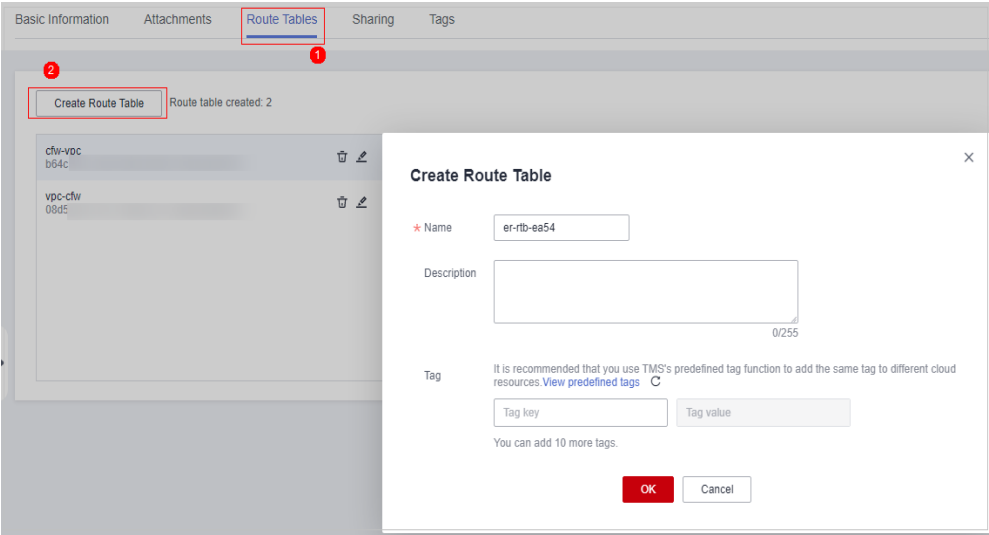 Basic Information Attachments Route Tables Sharing Tags
1
2
Create Route Table Route table created: 2
cfw-vpc
b64c
vpc-cfw
08d5
Create Route Table
* Name er-rtb-ea54
Description
0/255
Tag It is recommended that you use TMS's predefined tag function to add the same tag to different cloud
resources.View predefined tags
Tag key Tag value
You can add 10 more tags.
OK Cancel